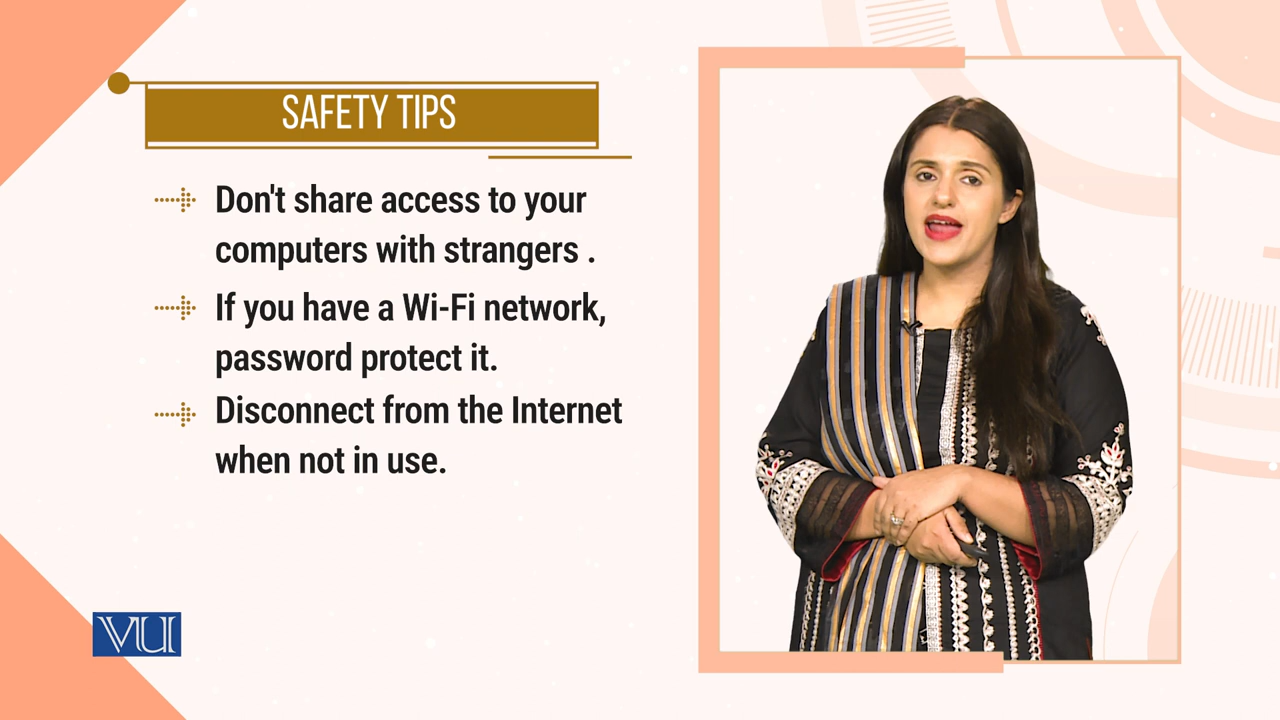 SAFETY TIPS
Don't share access to your
computers with strangers .
If you have a Wi-Fi network,
password protect it.
Disconnect from the Internet
when not in use.
VU